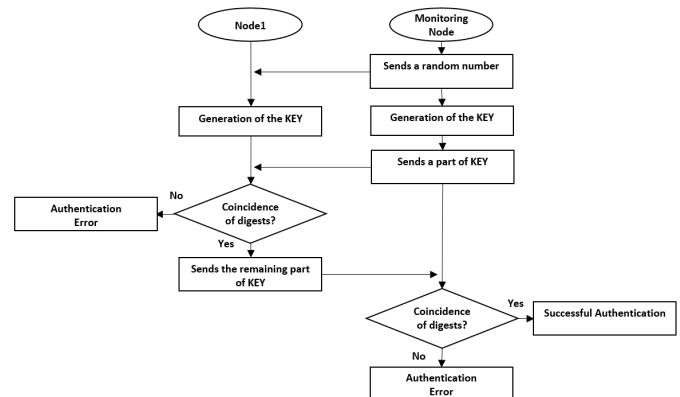 Node1
Monitoring
Node
Sends a random number
Generation of the KEY
Generation of the KEY
Sends a part of KEY
No
Authentication
Error
Coincidence
of digests?
Yes
Sends the remaining part
of KEY
Coincidence
of digests?
Yes
Successful Authentication
No
Authentication
Error